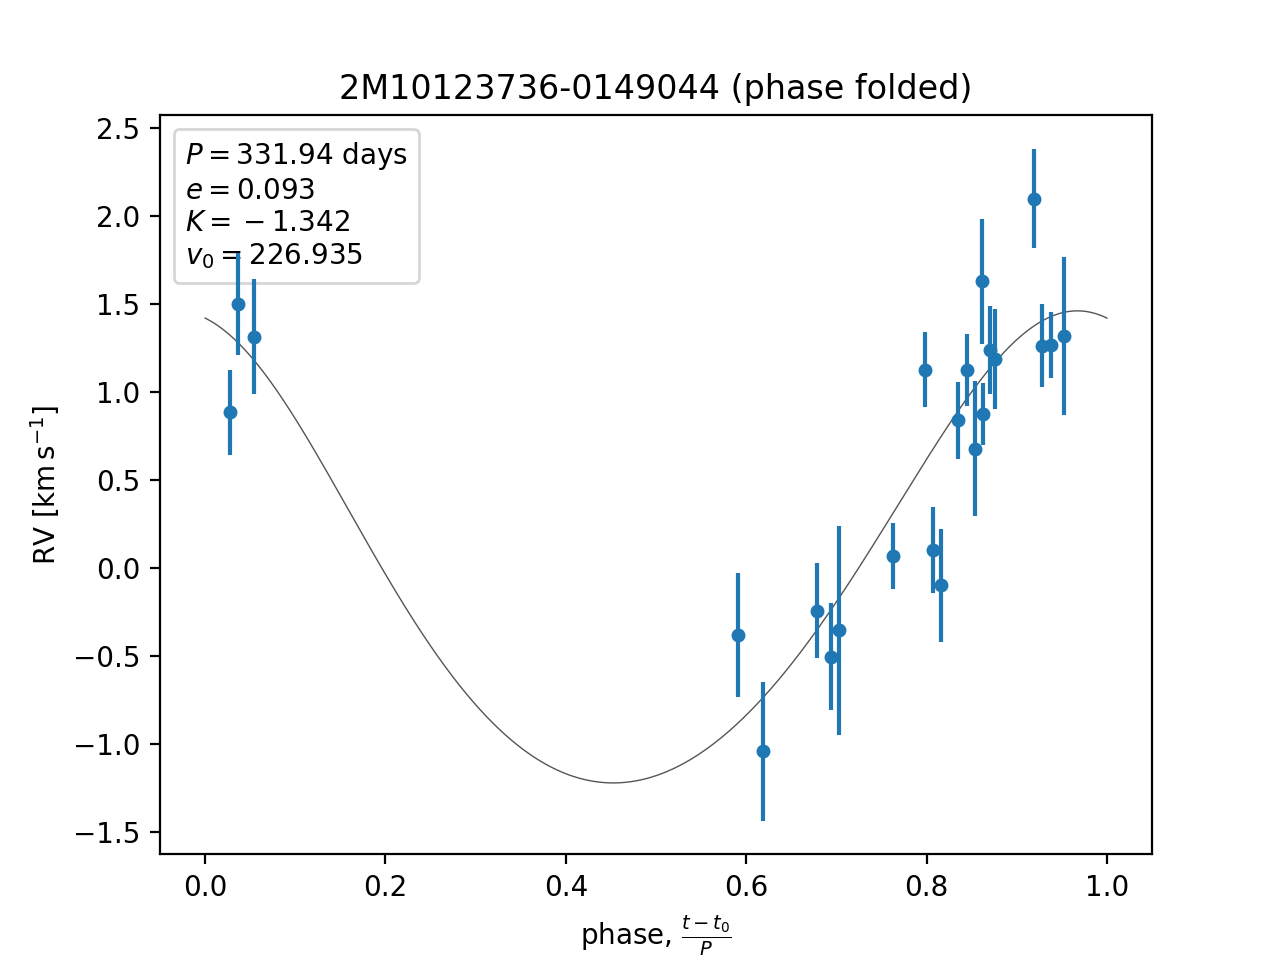 2M10123736-0149044 (phase folded)
P = 331.94 days
e = 0.093
K = −1.342
v₀ = 226.935
2.5
2.0
1.5
1.0
0.5
0.0
−0.5
−1.0
−1.5
RV [km s⁻¹]
0.0 0.2 0.4 0.6 0.8 1.0
phase, (t − t₀)/P